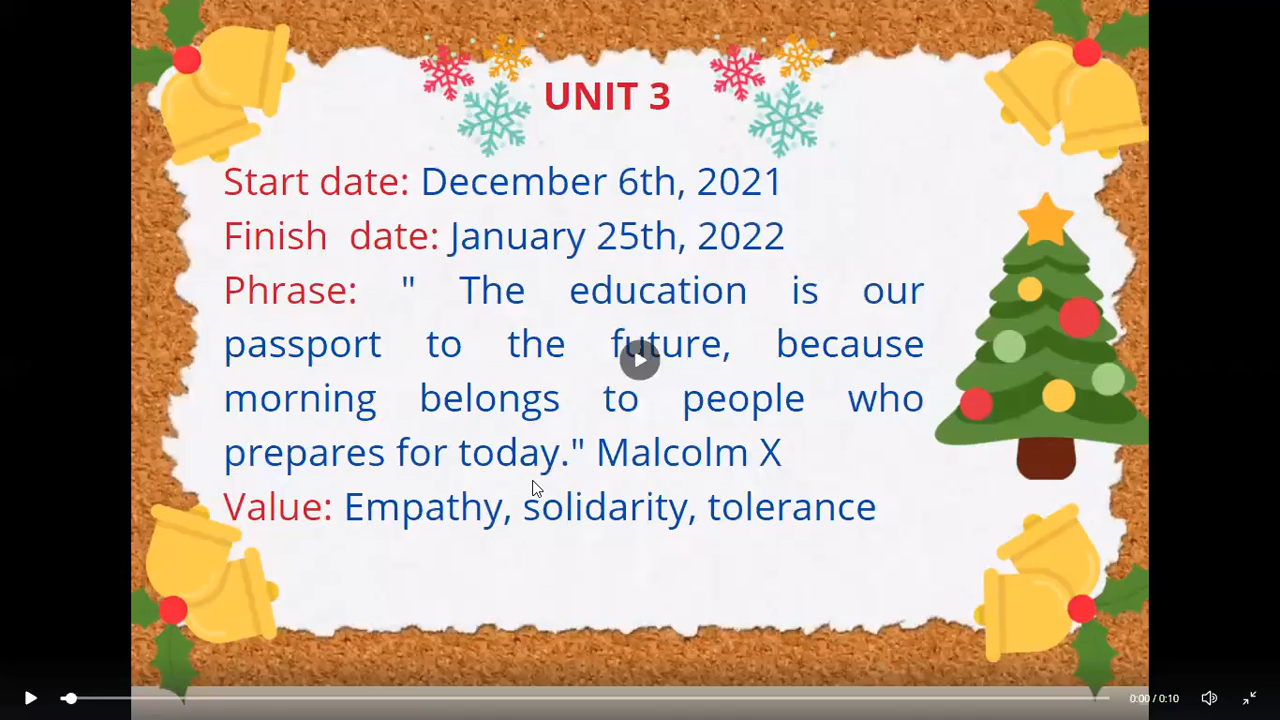 UNIT 3
Start date: December 6th, 2021
Finish date: January 25th, 2022
Phrase: " The education is our
passport to the future, because
morning belongs to people who
prepares for today." Malcolm X
Value: Empathy, solidarity, tolerance
0:00 / 0:10